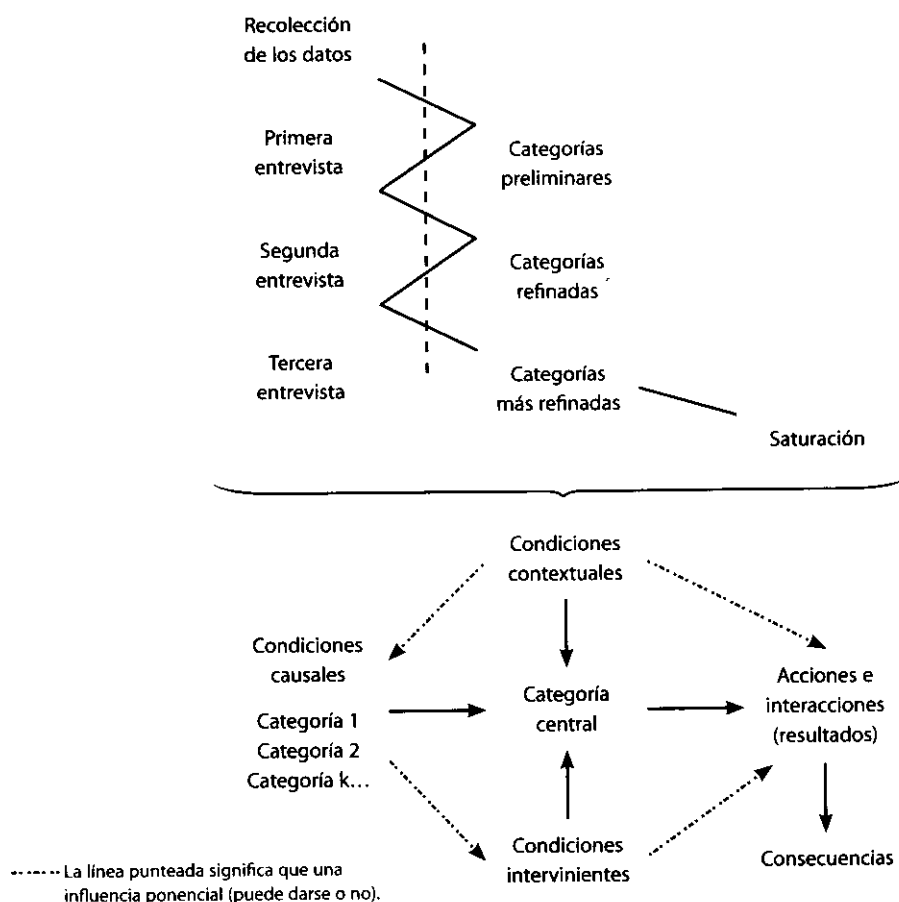 Recolección
de los datos
Primera
entrevista
Categorías
preliminares
Segunda
entrevista
Categorías
refinadas
Tercera
entrevista
Categorías
más refinadas
Saturación
Condiciones
contextuales
Condiciones
causales
Categoría 1
Categoría 2
Categoría k...
Categoría
central
Acciones e
interacciones
(resultados)
Condiciones
intervinientes
Consecuencias
La línea punteada significa que una
influencia ponencial (puede darse o no).